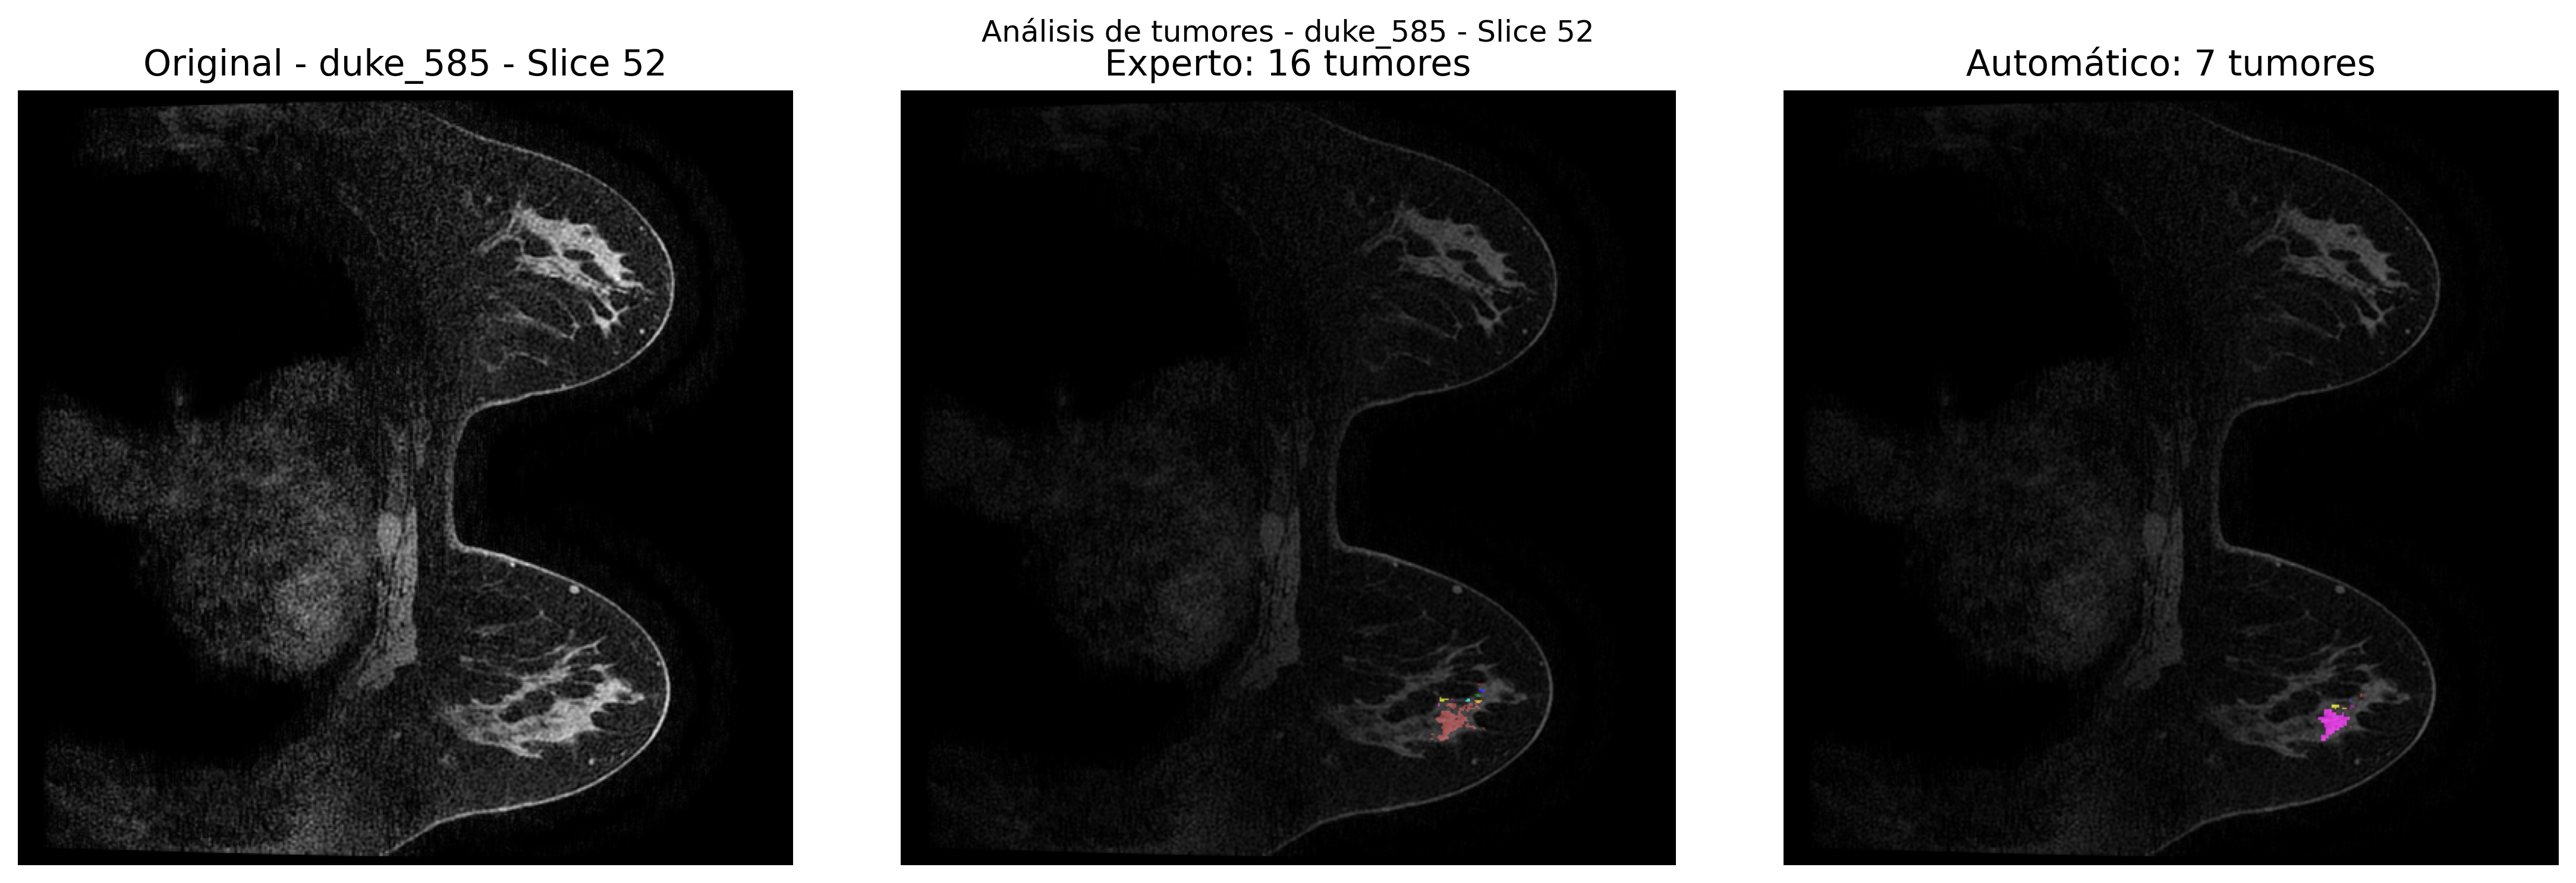 Análisis de tumores - duke_585 - Slice 52
Original - duke_585 - Slice 52
Experto: 16 tumores
Automático: 7 tumores